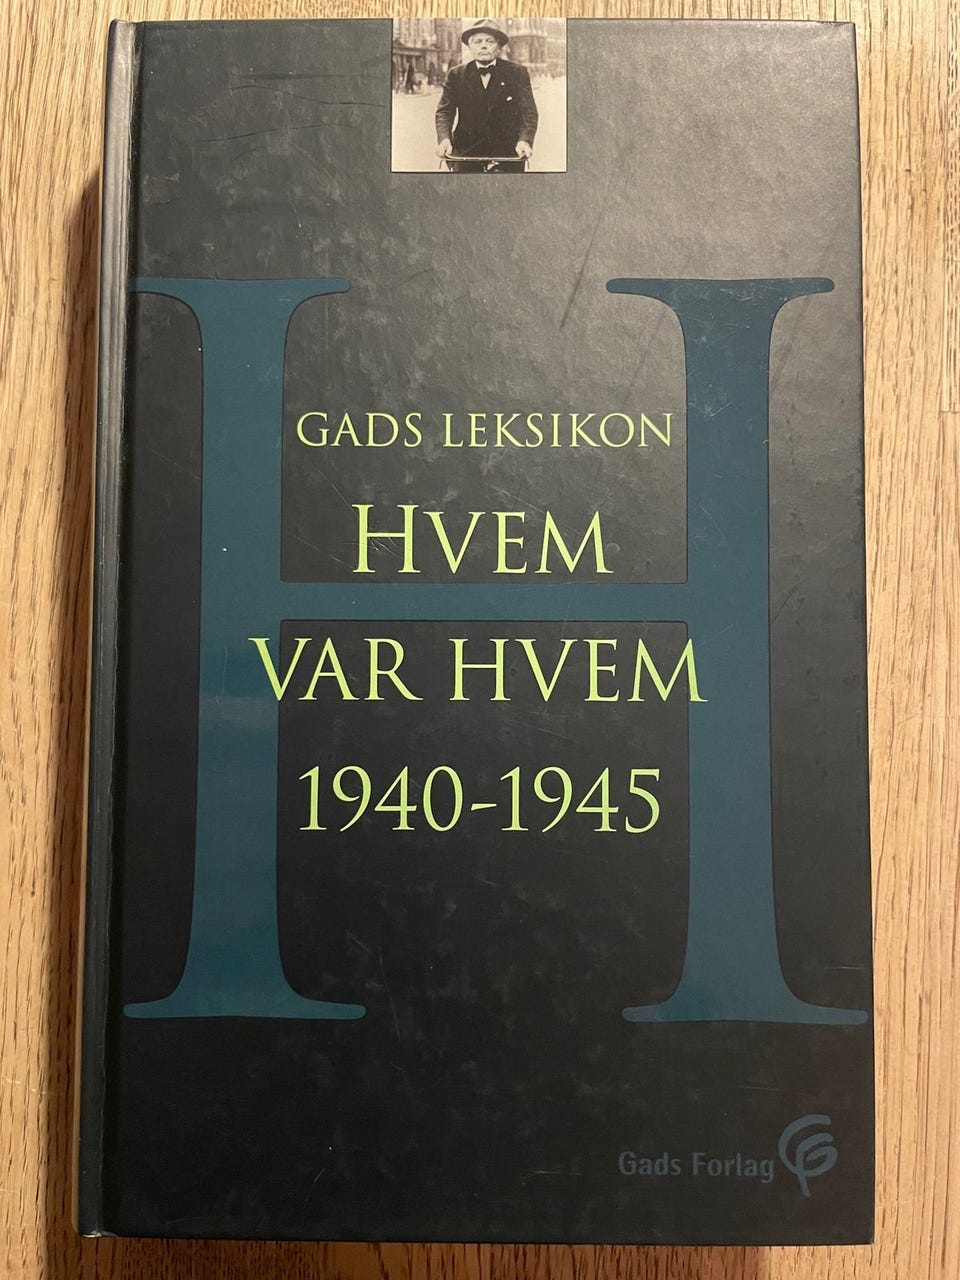 GADS LEKSIKON
HVEM
VAR HVEM
1940-1945
Gads Forlag